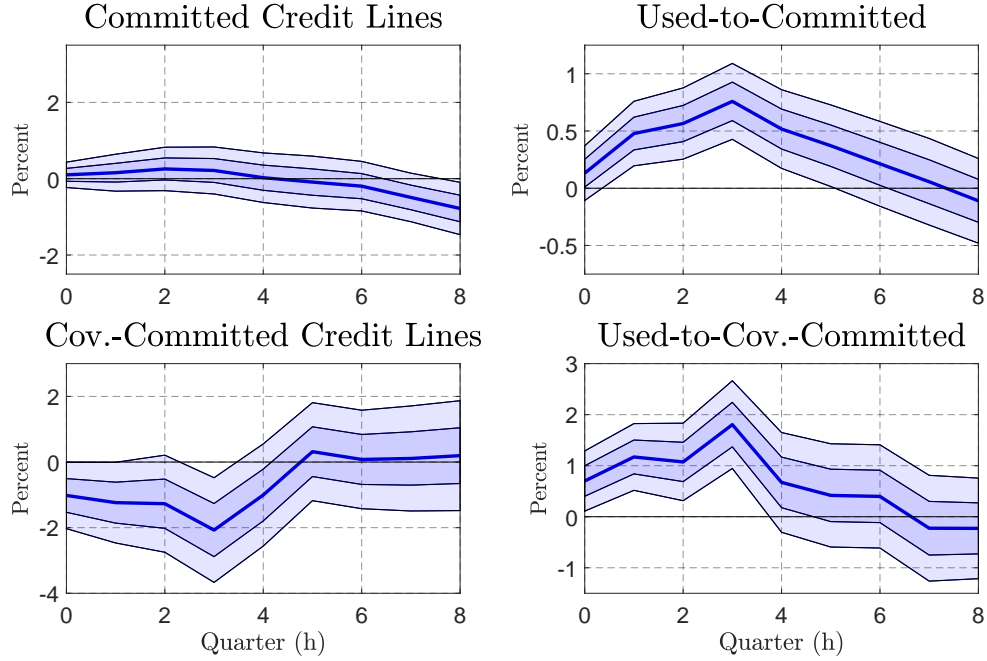 Committed Credit Lines
Used-to-Committed
Percent
2
0
-2
0 2 4 6 8
Percent
1
0.5
0
-0.5
0 2 4 6 8
Cov.-Committed Credit Lines
Used-to-Cov.-Committed
Percent
2
0
-2
-4
0 2 4 6 8
Quarter (h)
Percent
3
2
1
0
-1
0 2 4 6 8
Quarter (h)